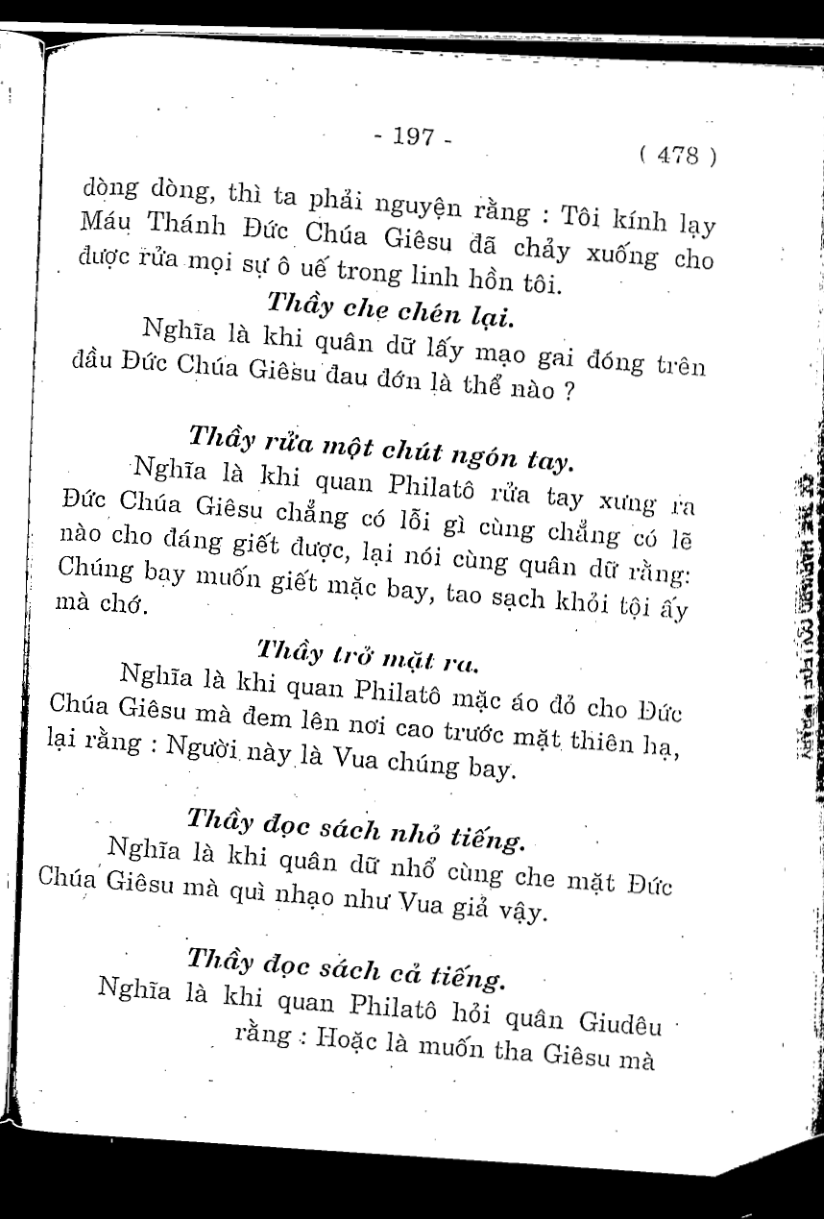 - 197 -
( 478 )
dòng dòng, thì ta phải nguyện rằng : Tôi kính lạy
Máu Thánh Đức Chúa Giêsu đã chảy xuống cho
được rửa mọi sự ô uế trong linh hồn tôi.
Thầy che chén lại.
Nghĩa là khi quân dữ lấy mạo gai đóng trên
đầu Đức Chúa Giêsu đau đớn là thể nào ?
Thầy rửa một chút ngón tay.
Nghĩa là khi quan Philatô rửa tay xưng ra
Đức Chúa Giêsu chẳng có lỗi gì cùng chẳng có lẽ
nào cho đáng giết được, lại nói cùng quân dữ rằng:
Chúng bay muốn giết mặc bay, tao sạch khỏi tội ấy
mà chớ.
Thầy trở mặt ra.
Nghĩa là khi quan Philatô mặc áo đỏ cho Đức
Chúa Giêsu mà đem lên nơi cao trước mặt thiên hạ,
lại rằng : Người này là Vua chúng bay.
Thầy đọc sách nhỏ tiếng.
Nghĩa là khi quân dữ nhổ cùng che mặt Đức
Chúa Giêsu mà quì nhạo như Vua giả vậy.
Thầy đọc sách cả tiếng.
Nghĩa là khi quan Philatô hỏi quân Giudêu
rằng : Hoặc là muốn tha Giêsu mà